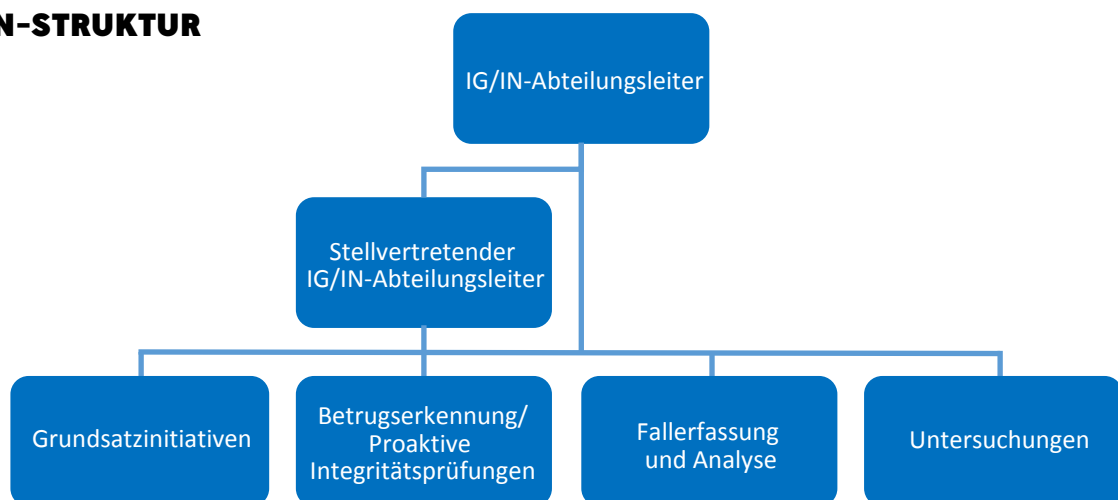 N-STRUKTUR
IG/IN-Abteilungsleiter
Stellvertretender
IG/IN-Abteilungsleiter
Grundsatzinitiativen
Betrugserkennung/
Proaktive
Integritätsprüfungen
Fallerfassung
und Analyse
Untersuchungen